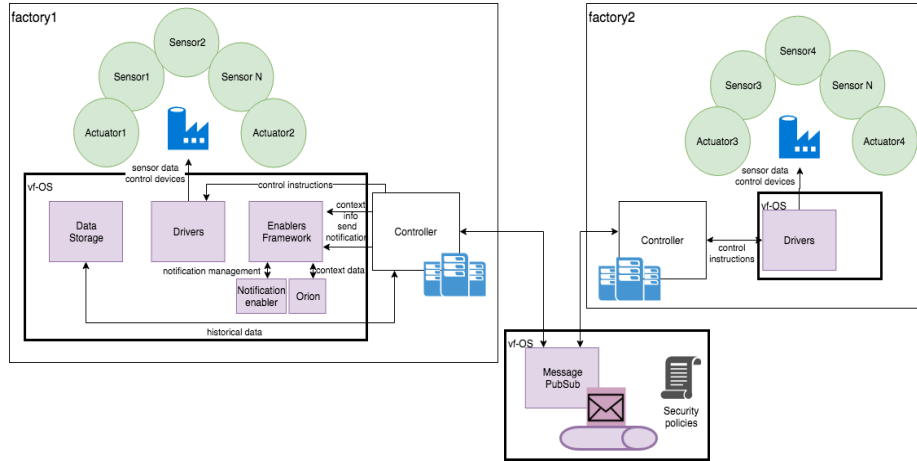 factory1
Sensor2
Sensor1
Sensor N
Actuator1
Actuator2
sensor data
control devices
vf-OS
control instructions
Data
Storage
Drivers
Enablers
Framework
context
info
send
notification
Controller
notification management
context data
Notification
enabler
Orion
historical data
factory2
Sensor4
Sensor3
Sensor N
Actuator3
Actuator4
sensor data
control devices
vf-OS
Controller
Drivers
control
instructions
vf-OS
Message
PubSub
Security
policies